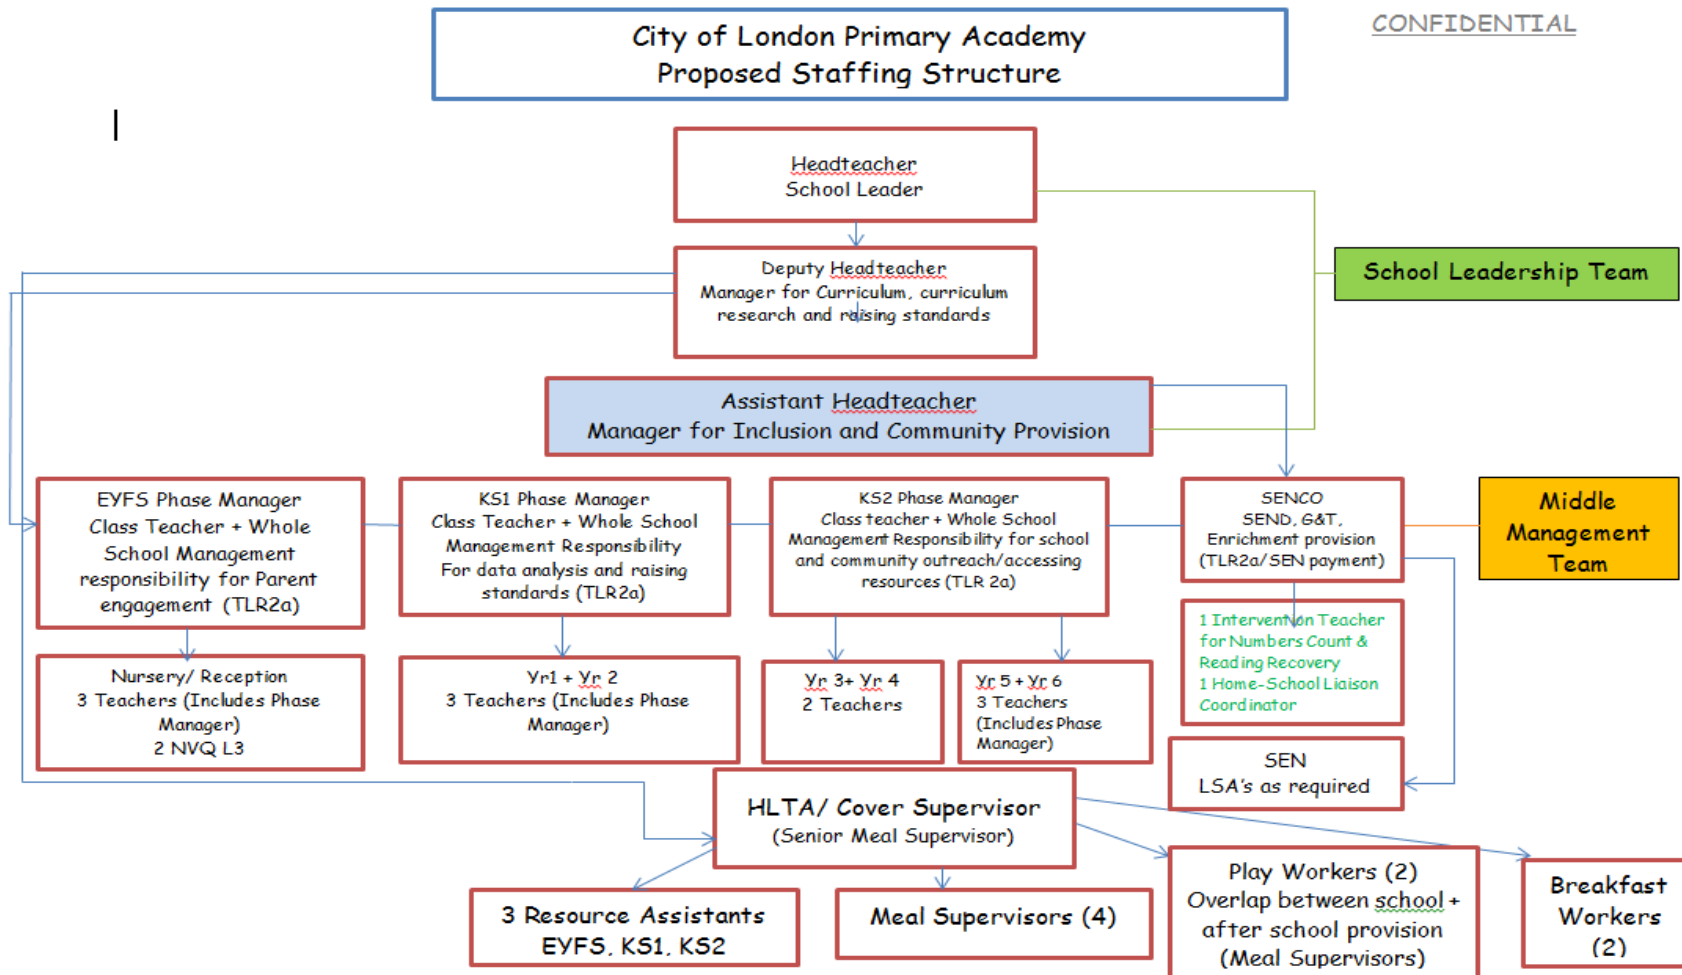 CONFIDENTIAL
City of London Primary Academy
Proposed Staffing Structure
Headteacher
School Leader
School Leadership Team
Deputy Headteacher
Manager for Curriculum, curriculum
research and raising standards
Assistant Headteacher
Manager for Inclusion and Community Provision
EYFS Phase Manager
Class Teacher + Whole
School Management
responsibility for Parent
engagement (TLR2a)
KS1 Phase Manager
Class Teacher + Whole School
Management Responsibility
For data analysis and raising
standards (TLR2a)
KS2 Phase Manager
Class teacher + Whole School
Management Responsibility for school
and community outreach/accessing
resources (TLR 2a)
SENCO
SEND, G&T,
Enrichment provision
(TLR2a/SEN payment)
Middle
Management
Team
Nursery/ Reception
3 Teachers (Includes Phase
Manager)
2 NVQ L3
Yr1 + Yr 2
3 Teachers (Includes Phase
Manager)
Yr 3+ Yr 4
2 Teachers
Yr 5 + Yr 6
3 Teachers
(Includes Phase
Manager)
1 Intervention Teacher
for Numbers Count &
Reading Recovery
1 Home-School Liaison
Coordinator
SEN
LSA's as required
HLTA/ Cover Supervisor
(Senior Meal Supervisor)
3 Resource Assistants
EYFS, KS1, KS2
Meal Supervisors (4)
Play Workers (2)
Overlap between school +
after school provision
(Meal Supervisors)
Breakfast
Workers
(2)